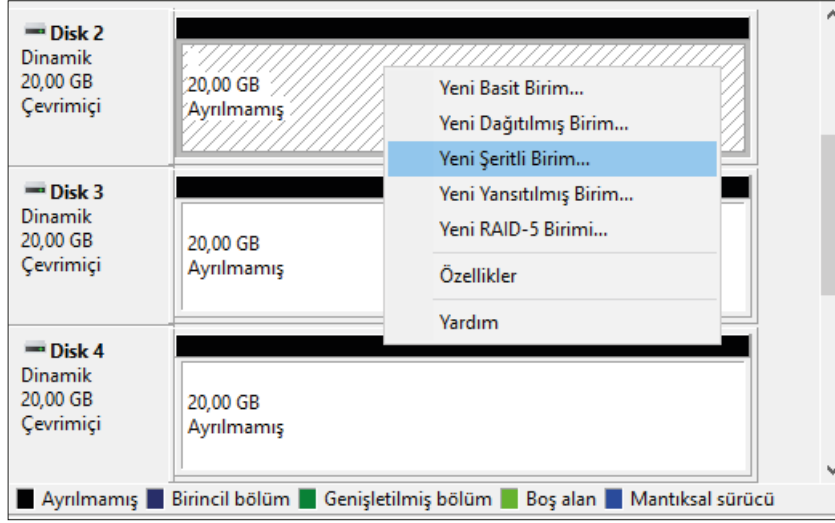 Disk 2
Dinamik
20,00 GB
Çevrimiçi
20,00 GB
Ayrılmamış
Yeni Basit Birim...
Yeni Dağıtılmış Birim...
Yeni Şeritli Birim...
Yeni Yansıtılmış Birim...
Yeni RAID-5 Birimi...
Özellikler
Yardım
Disk 3
Dinamik
20,00 GB
Çevrimiçi
20,00 GB
Ayrılmamış
Disk 4
Dinamik
20,00 GB
Çevrimiçi
20,00 GB
Ayrılmamış
Ayrılmamış Birincil bölüm Genişletilmiş bölüm Boş alan Mantıksal sürücü